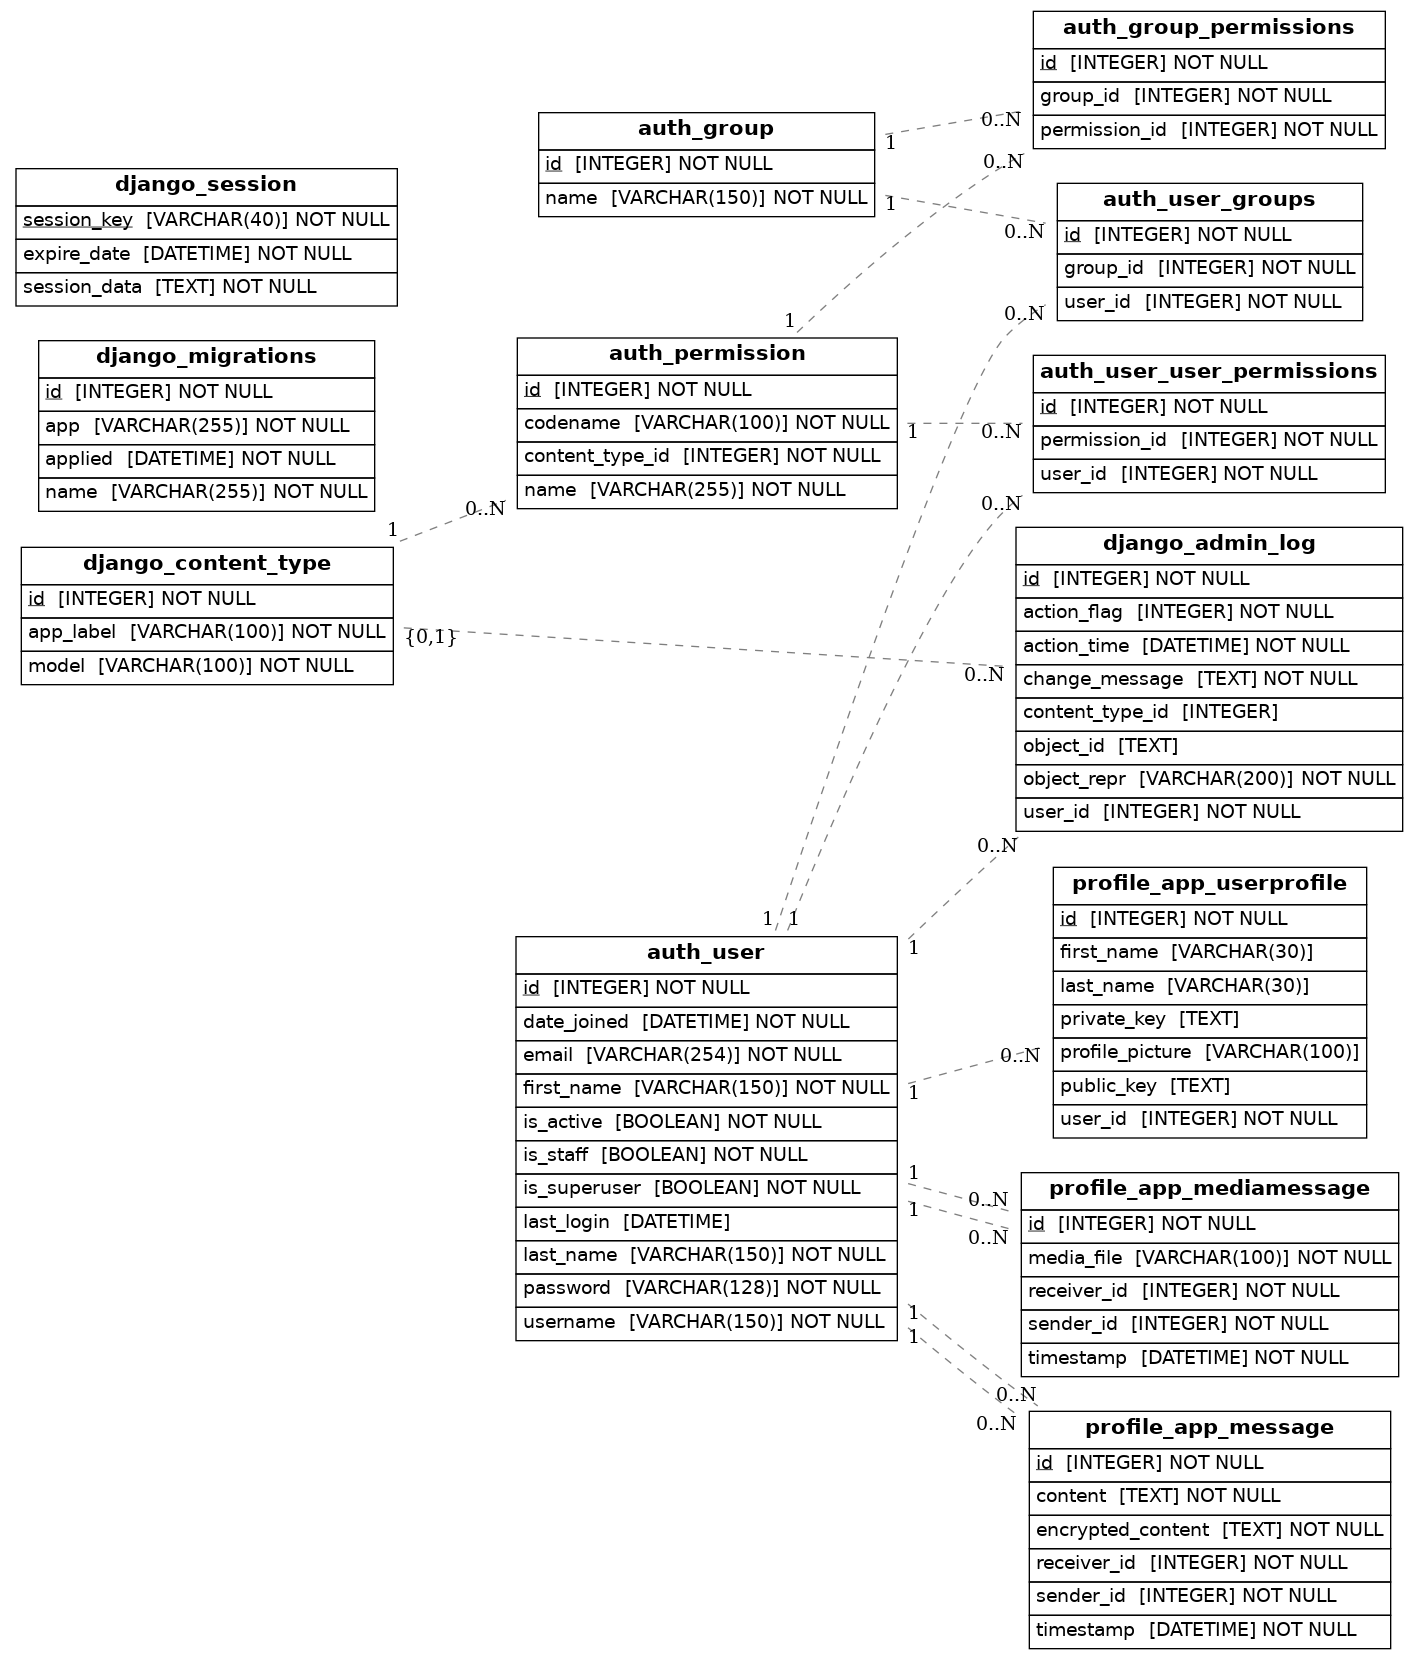 django_session
session_key [VARCHAR(40)] NOT NULL
expire_date [DATETIME] NOT NULL
session_data [TEXT] NOT NULL
django_migrations
id [INTEGER] NOT NULL
app [VARCHAR(255)] NOT NULL
applied [DATETIME] NOT NULL
name [VARCHAR(255)] NOT NULL
1
0..N
django_content_type
id [INTEGER] NOT NULL
app_label [VARCHAR(100)] NOT NULL
model [VARCHAR(100)] NOT NULL
{0,1}
0..N
auth_group
id [INTEGER] NOT NULL
name [VARCHAR(150)] NOT NULL
1
0..N
1
0..N
auth_permission
id [INTEGER] NOT NULL
codename [VARCHAR(100)] NOT NULL
content_type_id [INTEGER] NOT NULL
name [VARCHAR(255)] NOT NULL
1
0..N
1
0..N
auth_user
id [INTEGER] NOT NULL
date_joined [DATETIME] NOT NULL
email [VARCHAR(254)] NOT NULL
first_name [VARCHAR(150)] NOT NULL
is_active [BOOLEAN] NOT NULL
is_staff [BOOLEAN] NOT NULL
is_superuser [BOOLEAN] NOT NULL
last_login [DATETIME]
last_name [VARCHAR(150)] NOT NULL
password [VARCHAR(128)] NOT NULL
username [VARCHAR(150)] NOT NULL
1
0..N
1
0..N
1
0..N
1
0..N
1
0..N
1
0..N
1
0..N
1
0..N
auth_group_permissions
id [INTEGER] NOT NULL
group_id [INTEGER] NOT NULL
permission_id [INTEGER] NOT NULL
auth_user_groups
id [INTEGER] NOT NULL
group_id [INTEGER] NOT NULL
user_id [INTEGER] NOT NULL
auth_user_user_permissions
id [INTEGER] NOT NULL
permission_id [INTEGER] NOT NULL
user_id [INTEGER] NOT NULL
django_admin_log
id [INTEGER] NOT NULL
action_flag [INTEGER] NOT NULL
action_time [DATETIME] NOT NULL
change_message [TEXT] NOT NULL
content_type_id [INTEGER]
object_id [TEXT]
object_repr [VARCHAR(200)] NOT NULL
user_id [INTEGER] NOT NULL
profile_app_userprofile
id [INTEGER] NOT NULL
first_name [VARCHAR(30)]
last_name [VARCHAR(30)]
private_key [TEXT]
profile_picture [VARCHAR(100)]
public_key [TEXT]
user_id [INTEGER] NOT NULL
profile_app_mediamessage
id [INTEGER] NOT NULL
media_file [VARCHAR(100)] NOT NULL
receiver_id [INTEGER] NOT NULL
sender_id [INTEGER] NOT NULL
timestamp [DATETIME] NOT NULL
profile_app_message
id [INTEGER] NOT NULL
content [TEXT] NOT NULL
encrypted_content [TEXT] NOT NULL
receiver_id [INTEGER] NOT NULL
sender_id [INTEGER] NOT NULL
timestamp [DATETIME] NOT NULL